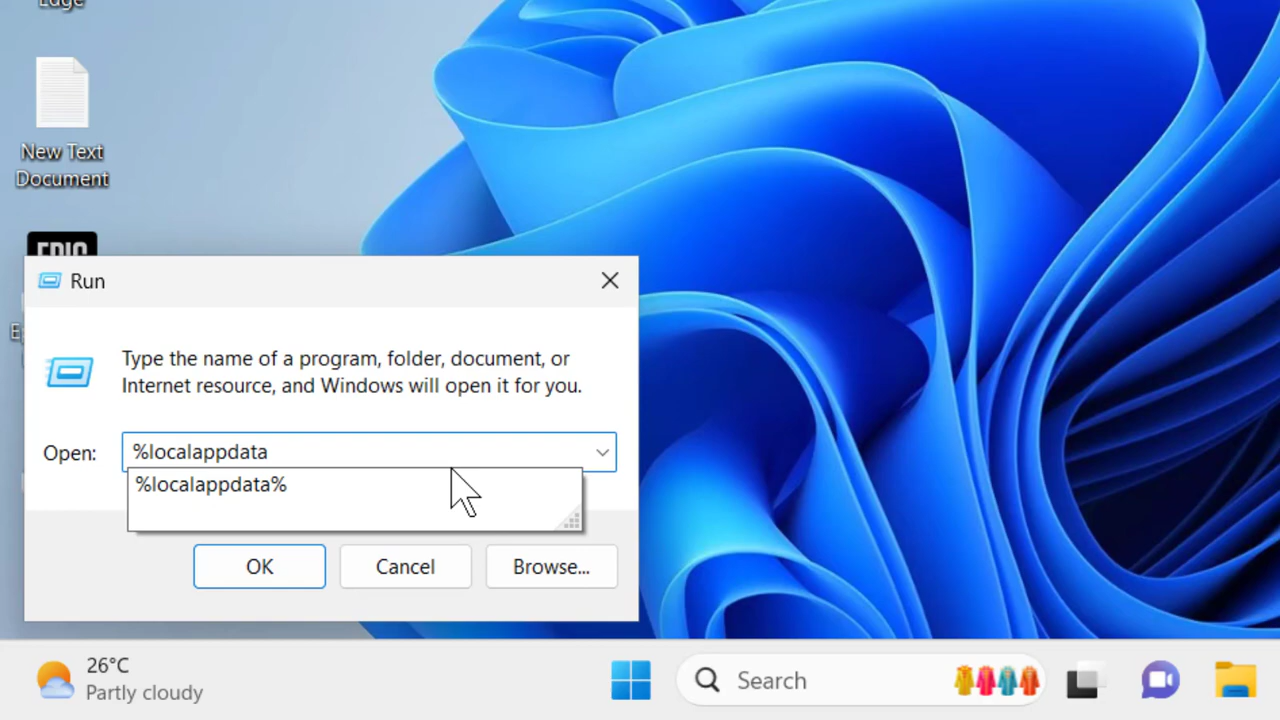 Edge
New Text
Document
EPIC
Run
Type the name of a program, folder, document, or
Internet resource, and Windows will open it for you.
Open:
%localappdata
%localappdata%
OK
Cancel
Browse...
26°C
Partly cloudy
Search